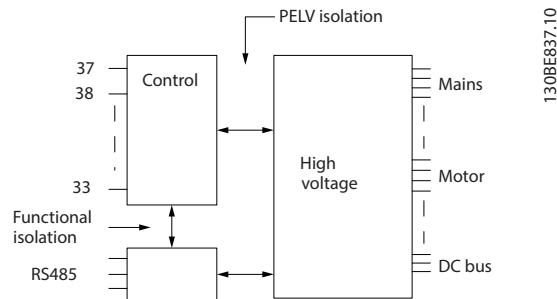 PELV isolation
130BE837.10
37
Control
38
Mains
High
voltage
Motor
33
Functional
isolation
RS485
DC bus